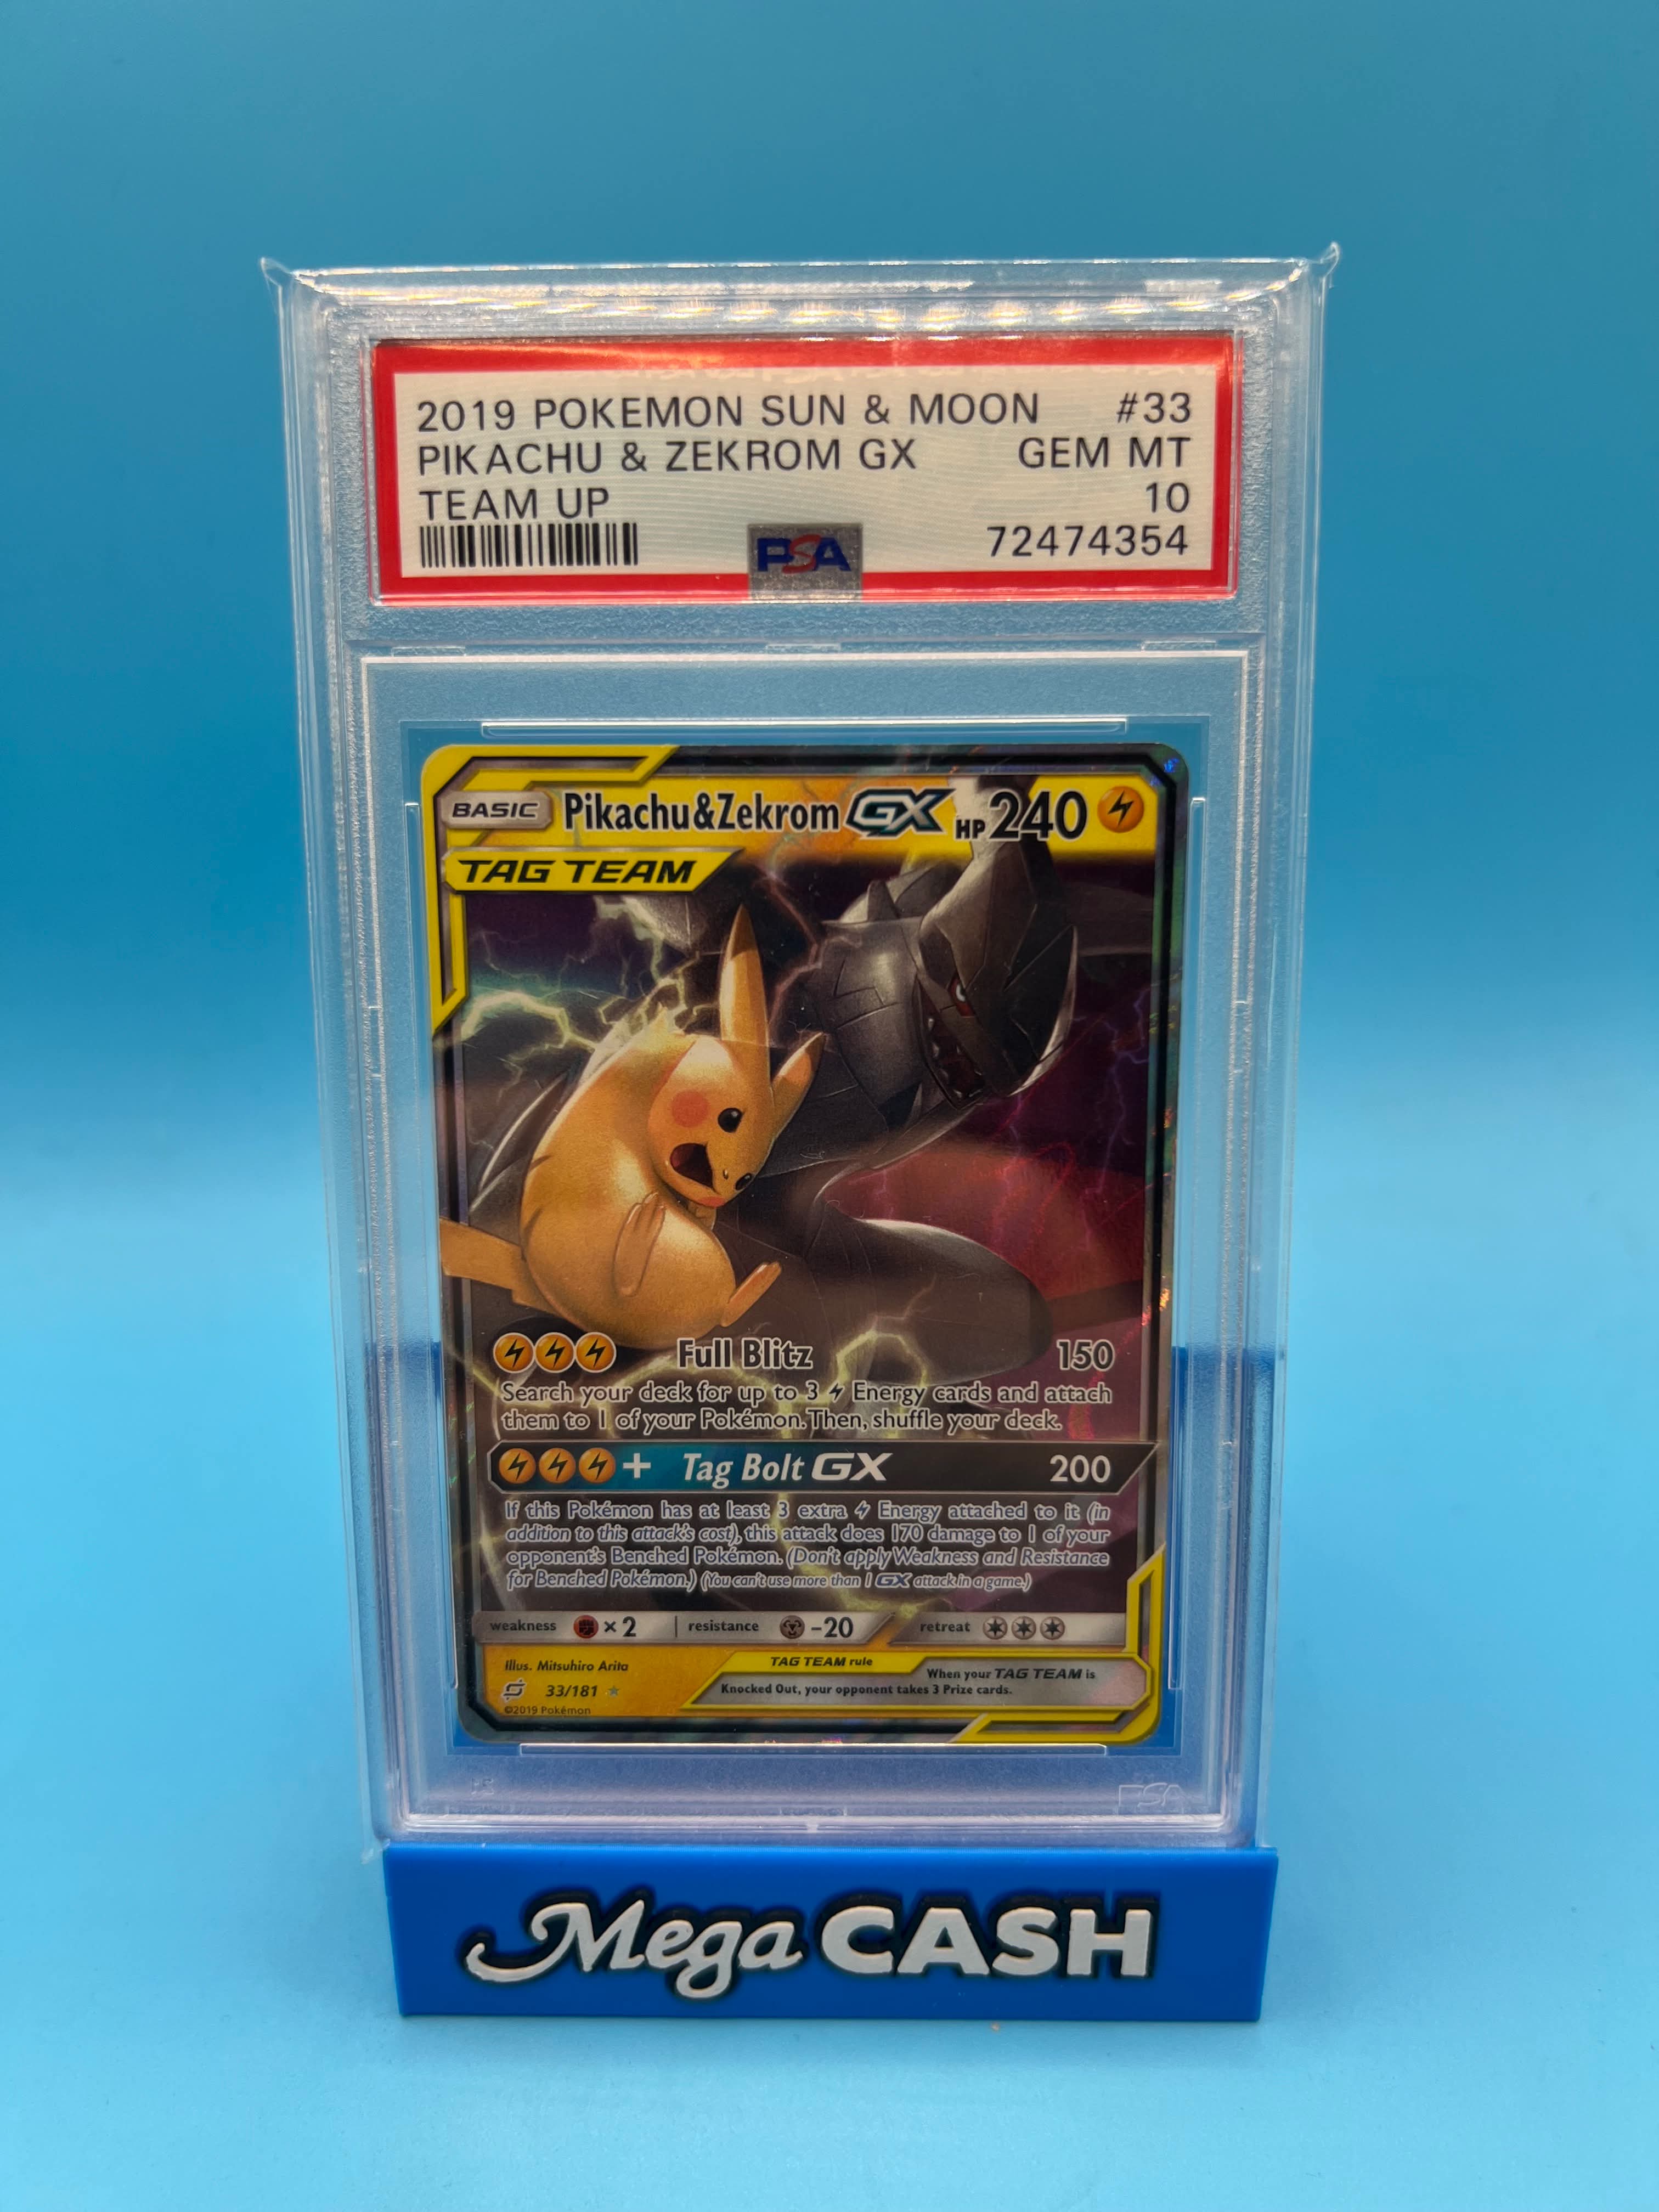 2019 POKEMON SUN & MOON #33
PIKACHU & ZEKROM GX GEM MT
TEAM UP 10
PSA 72474354
BASIC Pikachu&Zekrom GX HP 240
TAG TEAM
Full Blitz 150
Search your deck for up to 3 Energy cards and attach
them to 1 of your Pokémon. Then, shuffle your deck.
+ Tag Bolt GX 200
If this Pokémon has at least 3 extra Energy attached to it (in
addition to this attack's cost), this attack does 170 damage to 1 of your
opponent's Benched Pokémon. (Don't apply Weakness and Resistance
for Benched Pokémon.) (You can't use more than 1 GX attack in a game.)
weakness ×2 resistance -20 retreat
Illus. Mitsuhiro Arita
33/181
©2019 Pokémon
TAG TEAM rule
When your TAG TEAM is
Knocked Out, your opponent takes 3 Prize cards.
PSA
Mega CASH